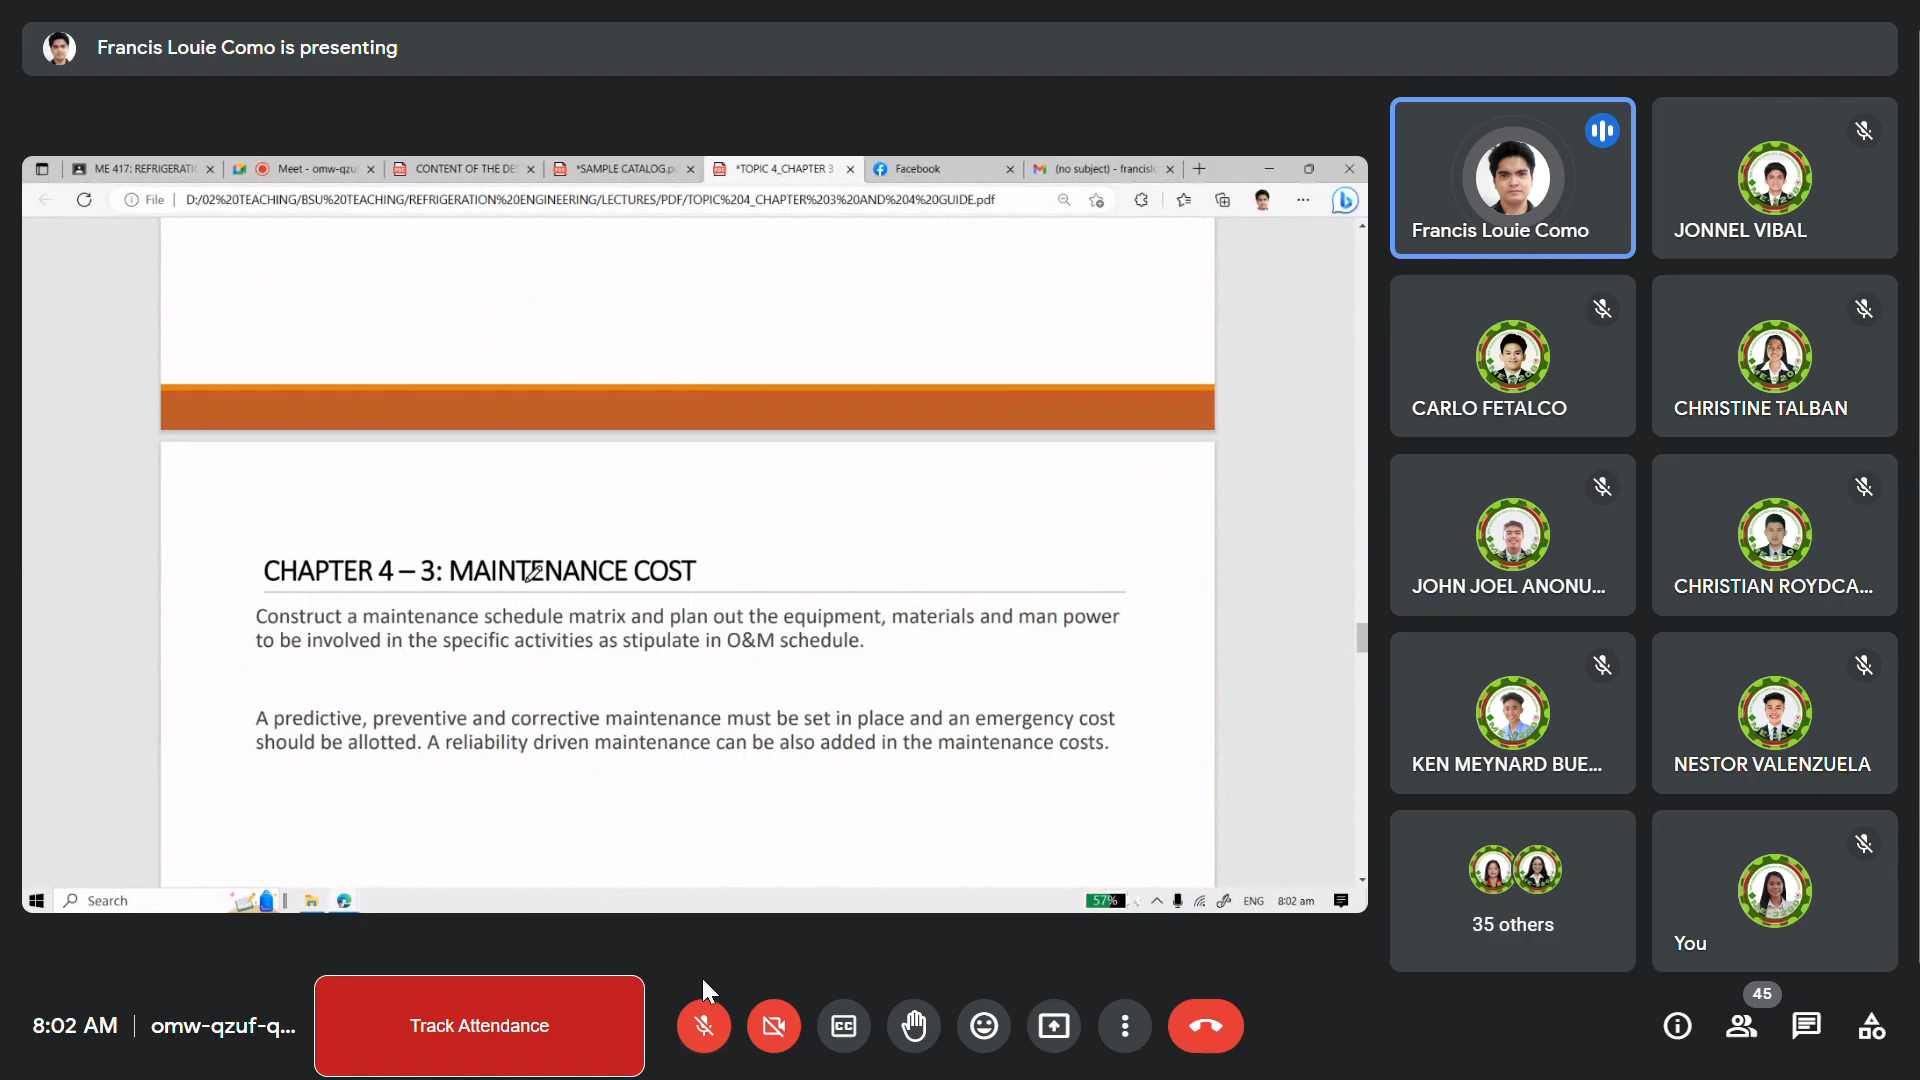 Francis Louie Como is presenting
ME 417: REFRIGERATIO
Meet - omw-qzu
CONTENT OF THE DE
*SAMPLE CATALOG.p
*TOPIC 4_CHAPTER 3
Facebook
(no subject) - francisl
File
D:/02%20TEACHING/BSU%20TEACHING/REFRIGERATION%20ENGINEERING/LECTURES/PDF/TOPIC%204_CHAPTER%203%20AND%204%20GUIDE.pdf
CHAPTER 4 – 3: MAINTENANCE COST
Construct a maintenance schedule matrix and plan out the equipment, materials and man power
to be involved in the specific activities as stipulate in O&M schedule.
A predictive, preventive and corrective maintenance must be set in place and an emergency cost
should be allotted. A reliability driven maintenance can be also added in the maintenance costs.
Search
57%
ENG
8:02 am
Francis Louie Como
JONNEL VIBAL
CARLO FETALCO
CHRISTINE TALBAN
JOHN JOEL ANONU...
CHRISTIAN ROYDCA...
KEN MEYNARD BUE...
NESTOR VALENZUELA
35 others
You
8:02 AM
omw-qzuf-q...
Track Attendance
CC
45